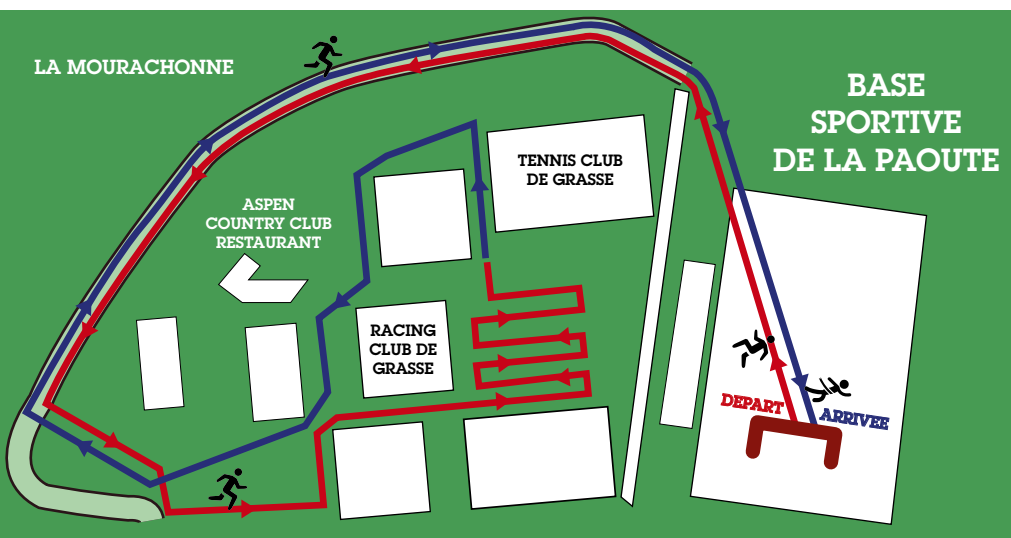 LA MOURACHONNE
BASE
SPORTIVE
DE LA PAOUTE
TENNIS CLUB
DE GRASSE
ASPEN
COUNTRY CLUB
RESTAURANT
RACING
CLUB DE
GRASSE
DEPART
ARRIVEE